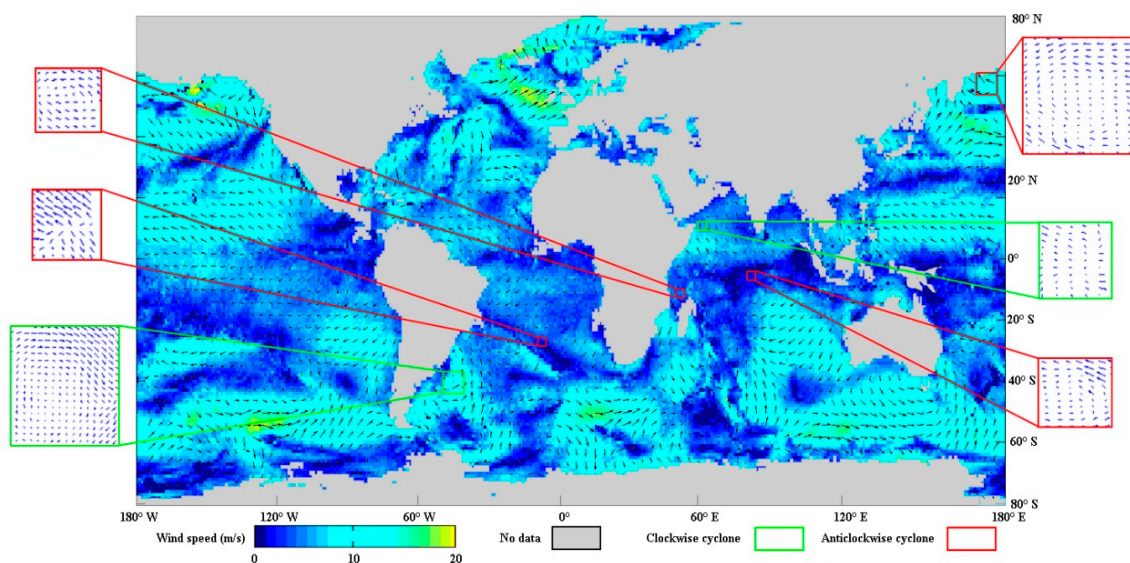 80° N
20° N
0°
20° S
40° S
60° S
80° S
180° W 120° W 60° W 0° 60° E 120° E 180° E
Wind speed (m/s) No data Clockwise cyclone Anticlockwise cyclone
0 10 20